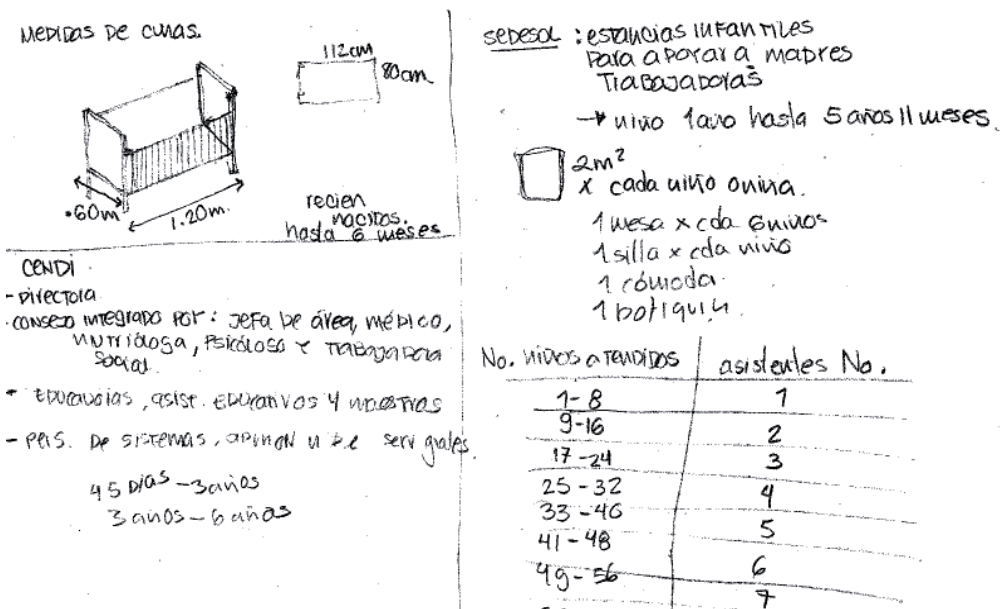 MEDIDAS DE CUNAS.
112cm
80cm
.60m
1.20m.
recien
nacidos.
hasta 6 meses
CENDI
- DIRECTORA
- CONSEJO INTEGRADO POR: JEFA DE área, MÉDICO,
NUTRIÓLOGA, PSICÓLOGO Y TRABAJADORA
SOCIAL.
- EDUCADORAS, ASIST. EDUCATIVOS Y MAESTRAS
- PERS. DE SISTEMAS, serv grales.
45 DIAS - 3 años
3 años - 6 años
SEDESOL : estancias INFANTILES
Para apoyar a MADRES
TRABAJADORAS
→ niño 1 año hasta 5 años 11 meses.
2m²
x cada niño o niña.
1 mesa x cda 6 niños
1 silla x cda niño
1 cómoda.
1 botiquín.
No. NIÑOS ATENDIDOS asistentes No.
1-8 1
9-16 2
17-24 3
25-32 4
33-40 5
41-48 6
49-56 7